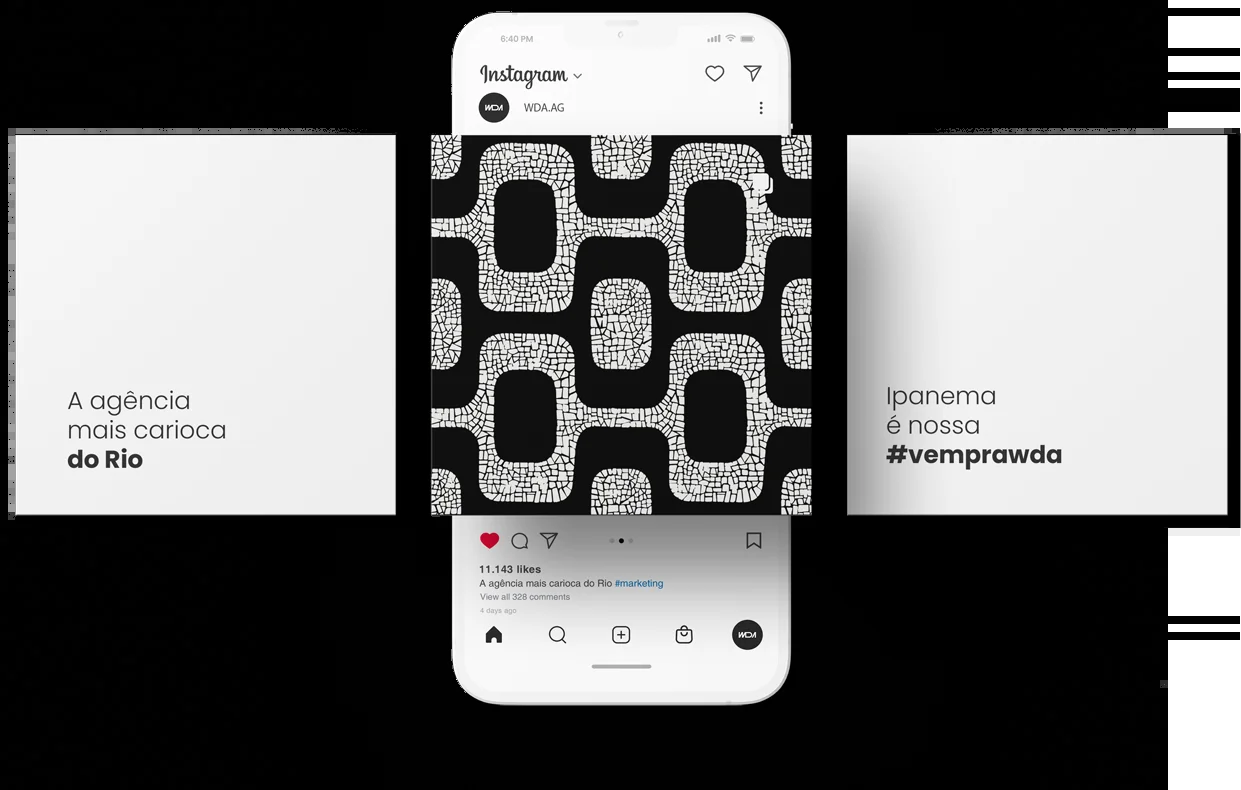 6:40 PM
Instagram
WDA
WDA.AG
A agência
mais carioca
do Rio
Ipanema
é nossa
#vemprawda
11.143 likes
A agência mais carioca do Rio #marketing
View all 328 comments
4 days ago
WDA